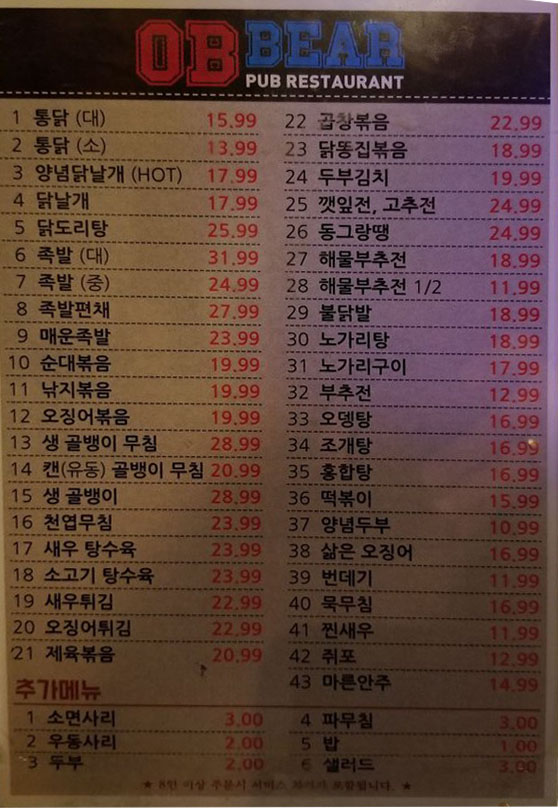 OB BEAR
PUB RESTAURANT
1 통닭 (대) 15.99
2 통닭 (소) 13.99
3 양념닭날개 (HOT) 17.99
4 닭날개 17.99
5 닭도리탕 25.99
6 족발 (대) 31.99
7 족발 (중) 24.99
8 족발편채 27.99
9 매운족발 23.99
10 순대볶음 19.99
11 낚지볶음 19.99
12 오징어볶음 19.99
13 생 골뱅이 무침 28.99
14 캔(유동) 골뱅이 무침 20.99
15 생 골뱅이 28.99
16 천엽무침 23.99
17 새우 탕수육 23.99
18 소고기 탕수육 23.99
19 새우튀김 22.99
20 오징어튀김 22.99
21 제육볶음 20.99
22 곱창볶음 22.99
23 닭똥집볶음 18.99
24 두부김치 19.99
25 깻잎전, 고추전 24.99
26 동그랑땡 24.99
27 해물부추전 18.99
28 해물부추전 1/2 11.99
29 불닭발 18.99
30 노가리탕 18.99
31 노가리구이 17.99
32 부추전 12.99
33 오뎅탕 16.99
34 조개탕 16.99
35 홍합탕 16.99
36 떡볶이 15.99
37 양념두부 10.99
38 삶은 오징어 16.99
39 번데기 11.99
40 묵무침 16.99
41 찐새우 11.99
42 쥐포 12.99
43 마른안주 14.99
추가메뉴
1 소면사리 3.00
2 우동사리 2.00
3 두부 2.00
4 파무침 3.00
5 밥 1.00
6 샐러드 3.00
★ 8인 이상 주문시 서비스 포함됩니다. ★